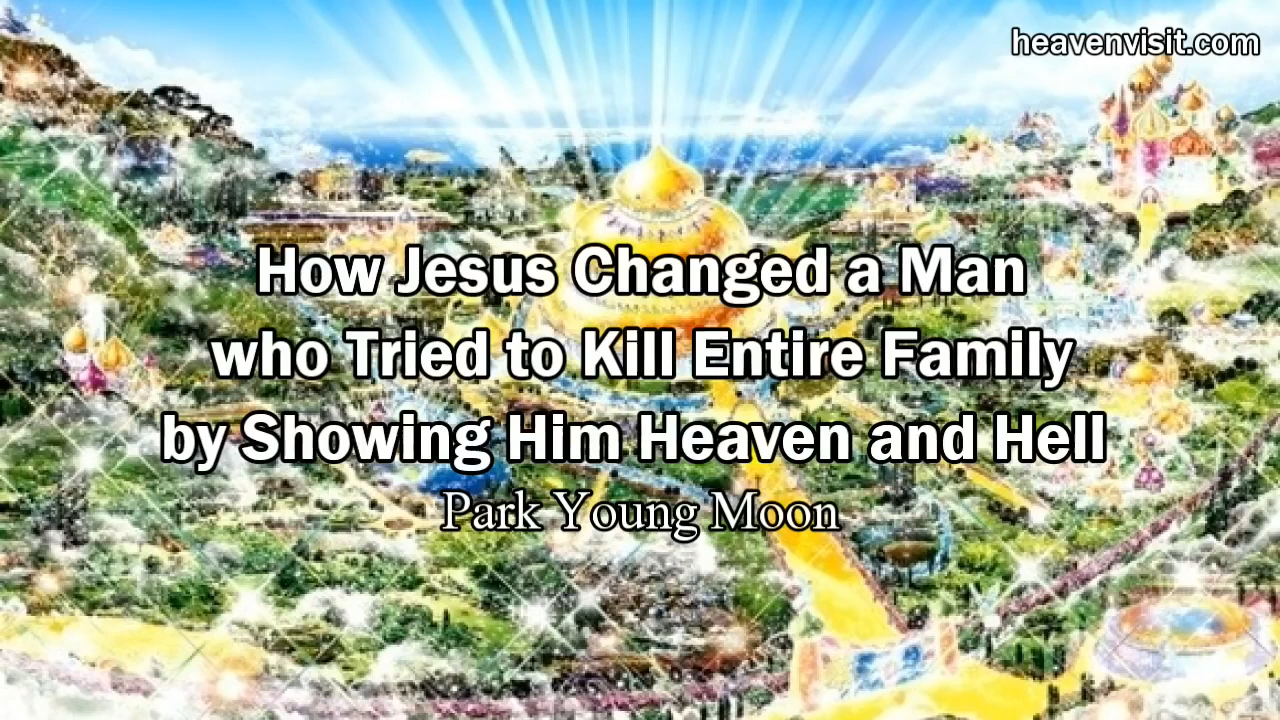 heavenvisit.com
How Jesus Changed a Man
who Tried to Kill Entire Family
by Showing Him Heaven and Hell
Park Young Moon